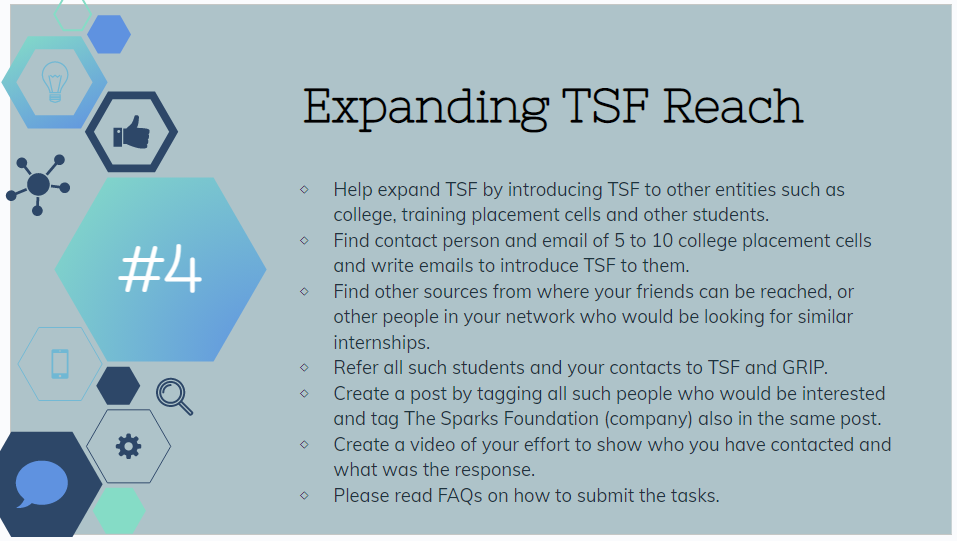 Expanding TSF Reach
#4
◇ Help expand TSF by introducing TSF to other entities such as
college, training placement cells and other students.
◇ Find contact person and email of 5 to 10 college placement cells
and write emails to introduce TSF to them.
◇ Find other sources from where your friends can be reached, or
other people in your network who would be looking for similar
internships.
◇ Refer all such students and your contacts to TSF and GRIP.
◇ Create a post by tagging all such people who would be interested
and tag The Sparks Foundation (company) also in the same post.
◇ Create a video of your effort to show who you have contacted and
what was the response.
◇ Please read FAQs on how to submit the tasks.